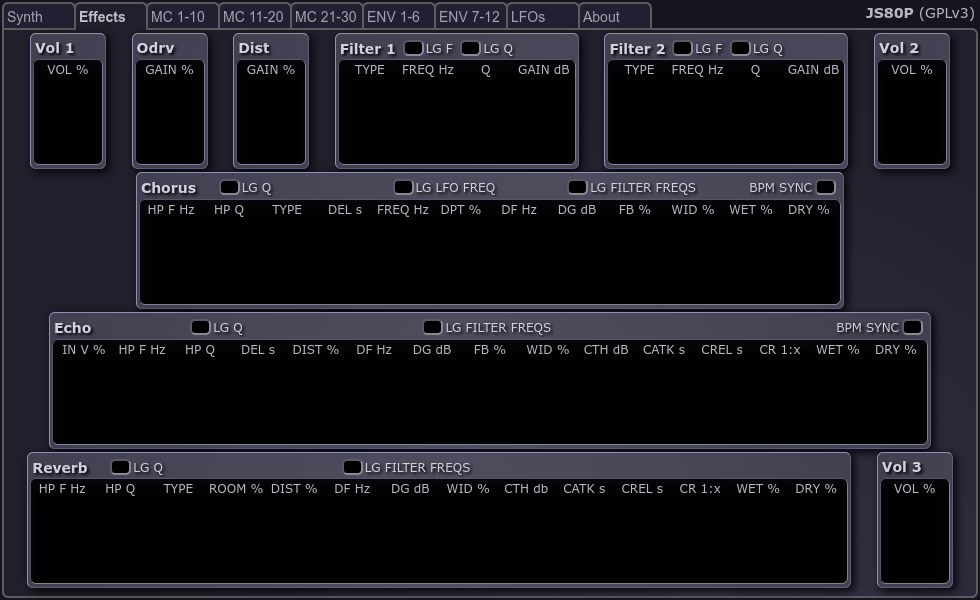 Synth Effects MC 1-10 MC 11-20 MC 21-30 ENV 1-6 ENV 7-12 LFOs About JS80P (GPLv3)
Vol 1 Odrv Dist Filter 1 LG F LG Q Filter 2 LG F LG Q Vol 2
VOL % GAIN % GAIN % TYPE FREQ Hz Q GAIN dB TYPE FREQ Hz Q GAIN dB VOL %
Chorus LG Q LG LFO FREQ LG FILTER FREQS BPM SYNC
HP F Hz HP Q TYPE DEL s FREQ Hz DPT % DF Hz DG dB FB % WID % WET % DRY %
Echo LG Q LG FILTER FREQS BPM SYNC
IN V % HP F Hz HP Q DEL s DIST % DF Hz DG dB FB % WID % CTH dB CATK s CREL s CR 1:x WET % DRY %
Reverb LG Q LG FILTER FREQS Vol 3
HP F Hz HP Q TYPE ROOM % DIST % DF Hz DG dB WID % CTH db CATK s CREL s CR 1:x WET % DRY % VOL %